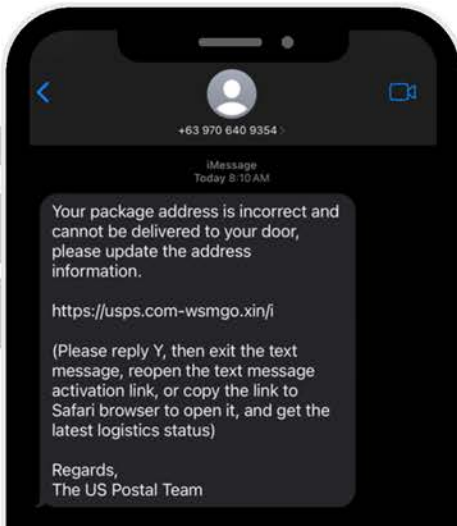 +63 970 640 9354 >
iMessage
Today 8:10 AM
Your package address is incorrect and
cannot be delivered to your door,
please update the address
information.
https://usps.com-wsmgo.xin/i
(Please reply Y, then exit the text
message, reopen the text message
activation link, or copy the link to
Safari browser to open it, and get the
latest logistics status)
Regards,
The US Postal Team